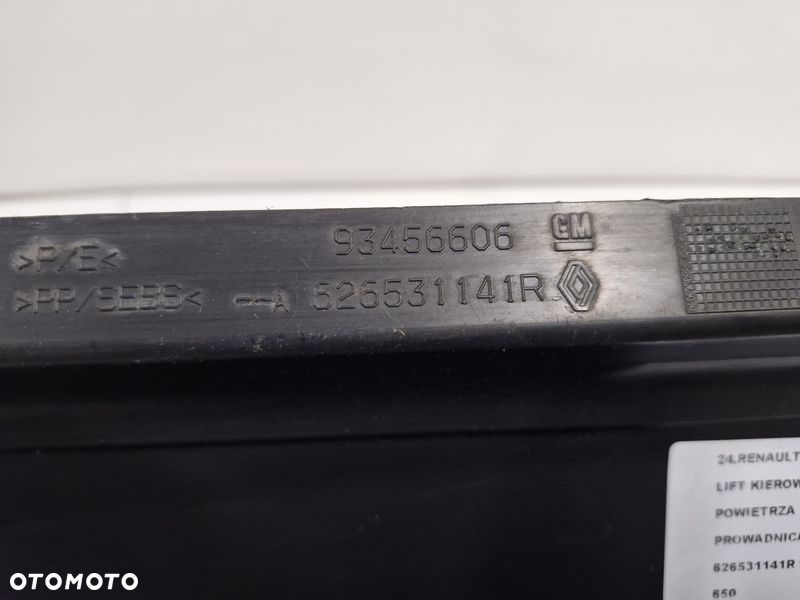 93456606 GM
>P/E<
>PP/SEBS< --A 626531141R
24.RENAULT
LIFT KIEROW
POWIETRZA
PROWADNICA
626531141R
650
OTOMOTO